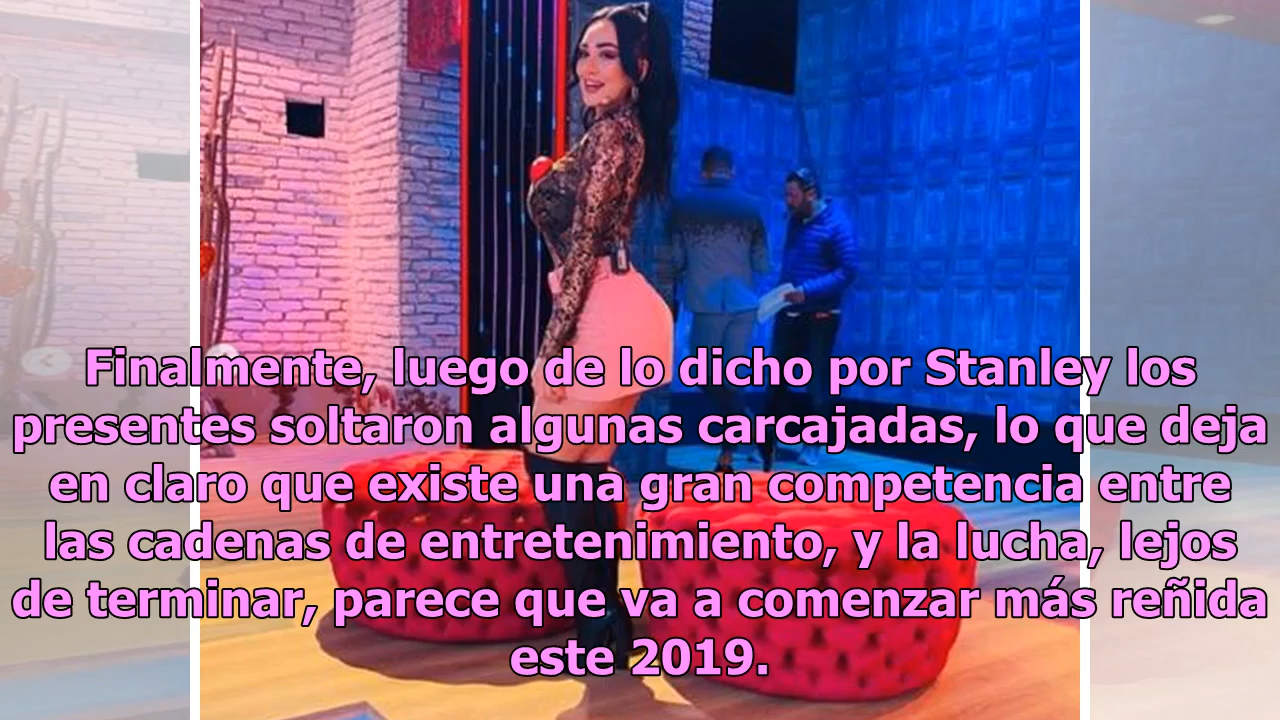 Finalmente, luego de lo dicho por Stanley los
presentes soltaron algunas carcajadas, lo que deja
en claro que existe una gran competencia entre
las cadenas de entretenimiento, y la lucha, lejos
de terminar, parece que va a comenzar más reñida
este 2019.